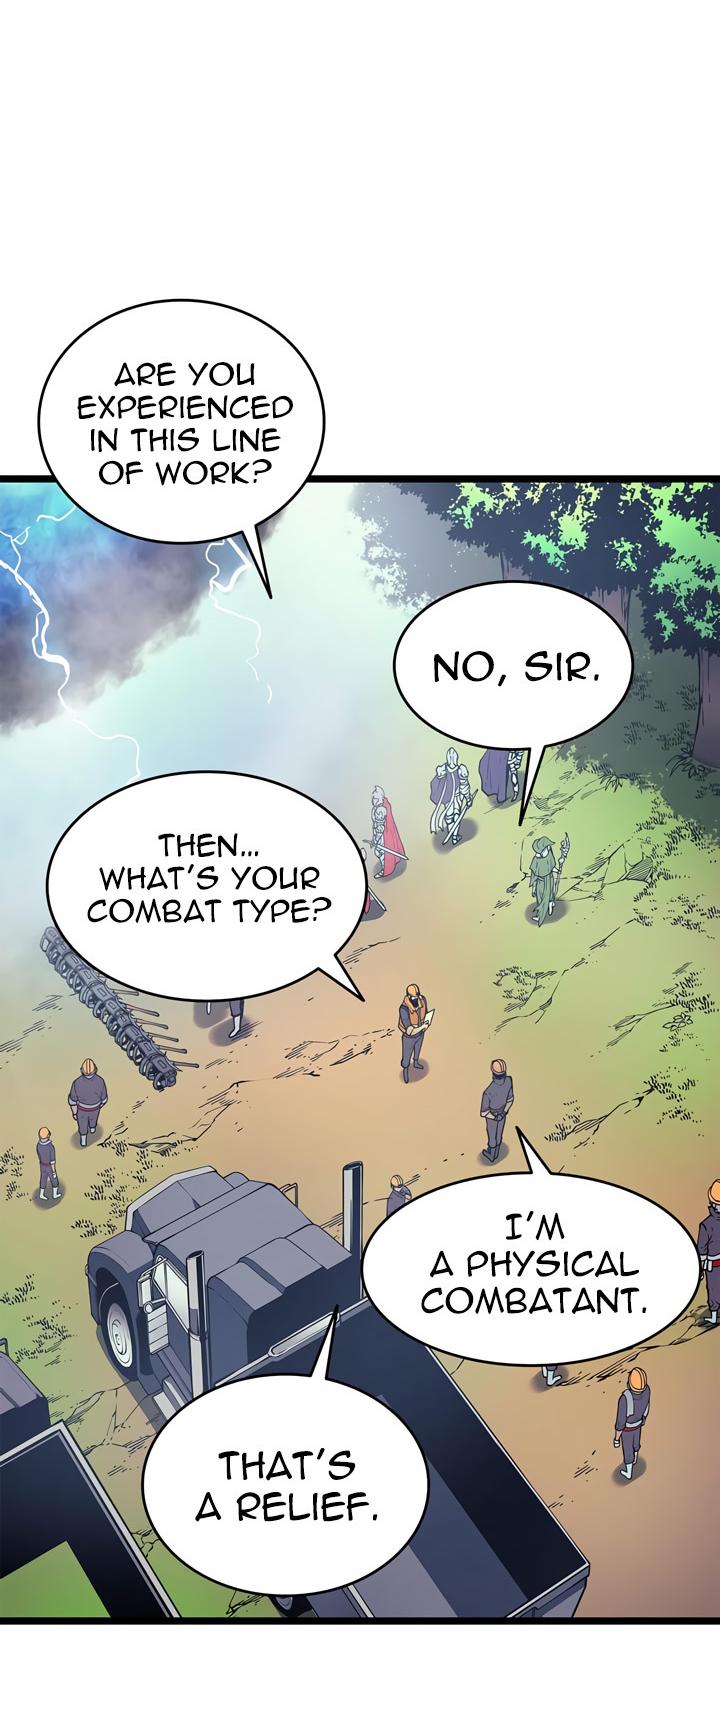 ARE YOU
EXPERIENCED
IN THIS LINE
OF WORK?
NO, SIR.
THEN...
WHAT'S YOUR
COMBAT TYPE?
I'M
A PHYSICAL
COMBATANT.
THAT'S
A RELIEF.